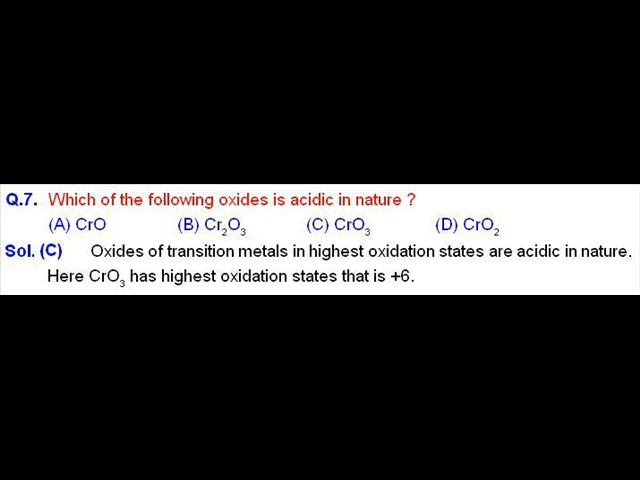 Q.7. Which of the following oxides is acidic in nature ?
(A) CrO (B) Cr₂O₃ (C) CrO₃ (D) CrO₂
Sol. (C) Oxides of transition metals in highest oxidation states are acidic in nature.
Here CrO₃ has highest oxidation states that is +6.